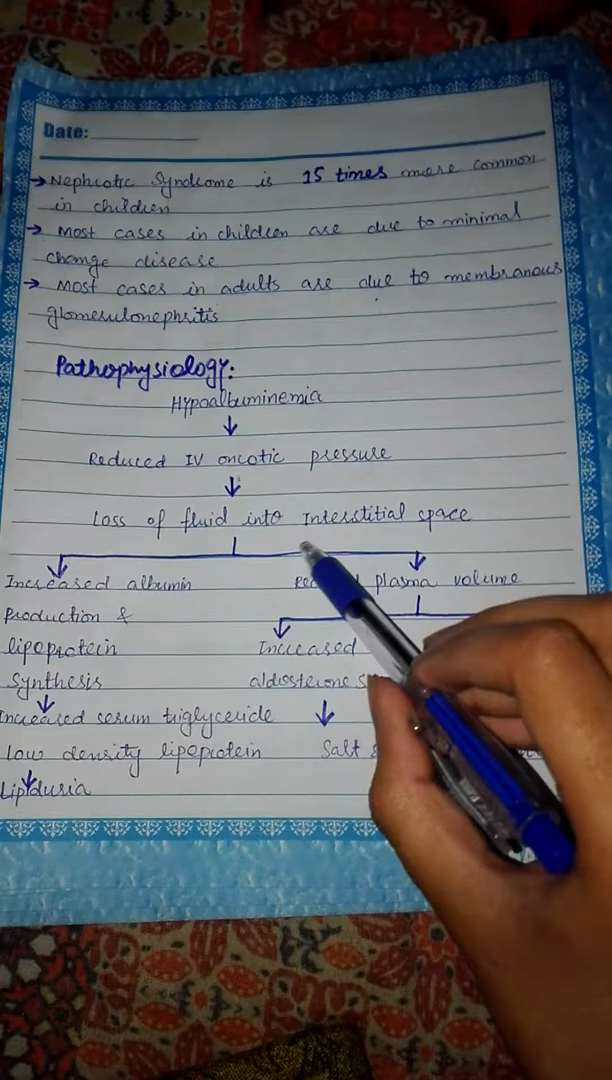 Date:
→ Nephrotic Syndrome is 15 times more common
in children
→ Most cases in children are due to minimal
change disease
→ Most cases in adults are due to membranous
glomerulonephritis
Pathophysiology:
Hypoalbuminemia
Reduced IV oncotic pressure
Loss of fluid into Interstitial space
Increased albumin
plasma volume
production &
lipoprotein
Increased
Synthesis
aldosterone
Increased serum triglyceride
Low density lipoprotein
Salt
Lipiduria